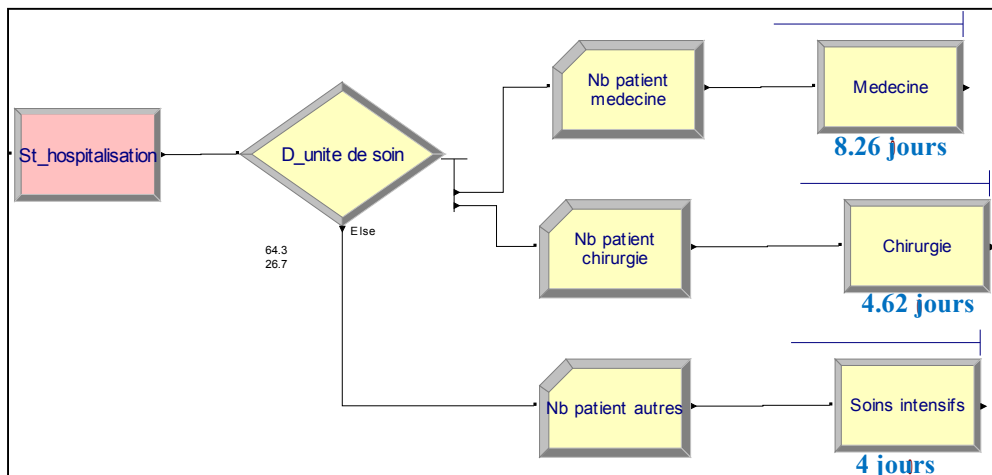 St_hospitalisation
D_unite de soin
Else
64.3
26.7
Nb patient
medecine
Medecine
8.26 jours
Nb patient
chirurgie
Chirurgie
4.62 jours
Nb patient autres
Soins intensifs
4 jours